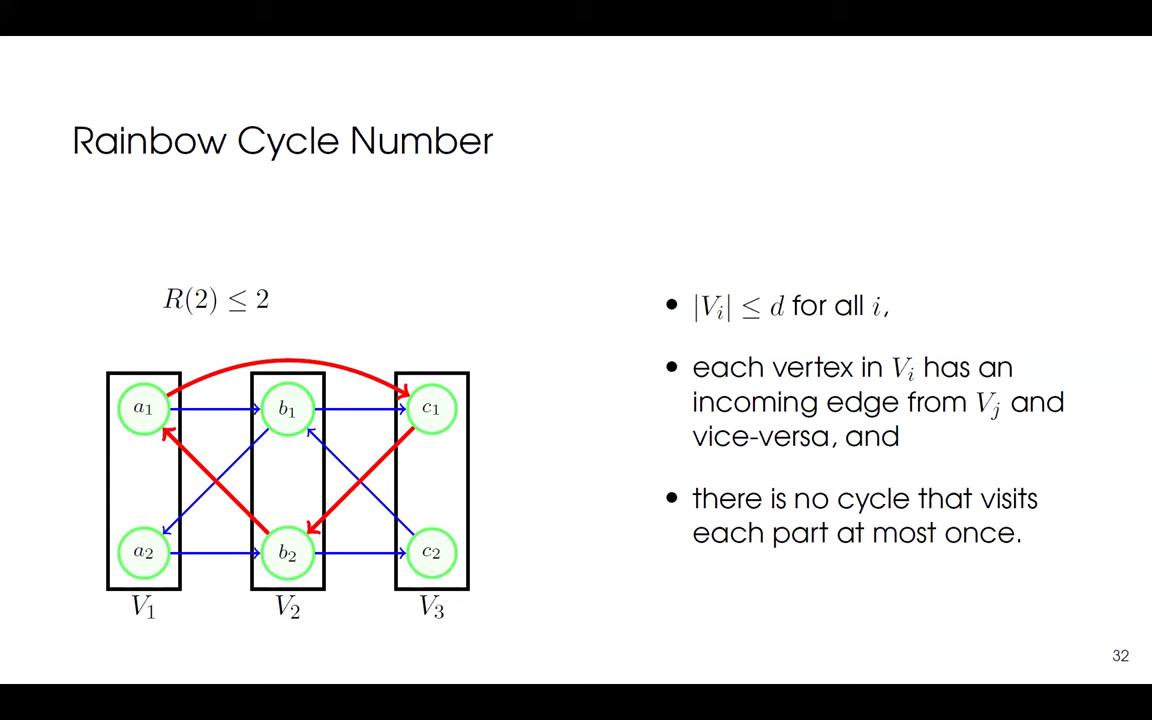 Rainbow Cycle Number
R(2) ≤ 2
a₁ b₁ c₁
a₂ b₂ c₂
V₁ V₂ V₃
• |Vᵢ| ≤ d for all i,
• each vertex in Vᵢ has an
incoming edge from Vⱼ and
vice-versa, and
• there is no cycle that visits
each part at most once.
32